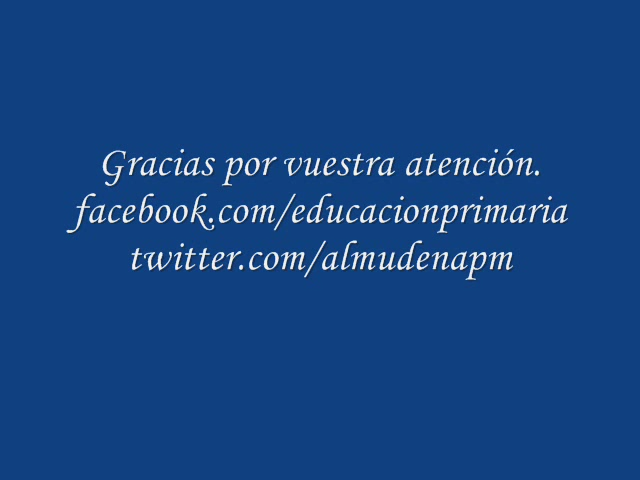 Gracias por vuestra atención.
facebook.com/educacionprimaria
twitter.com/almudenapm